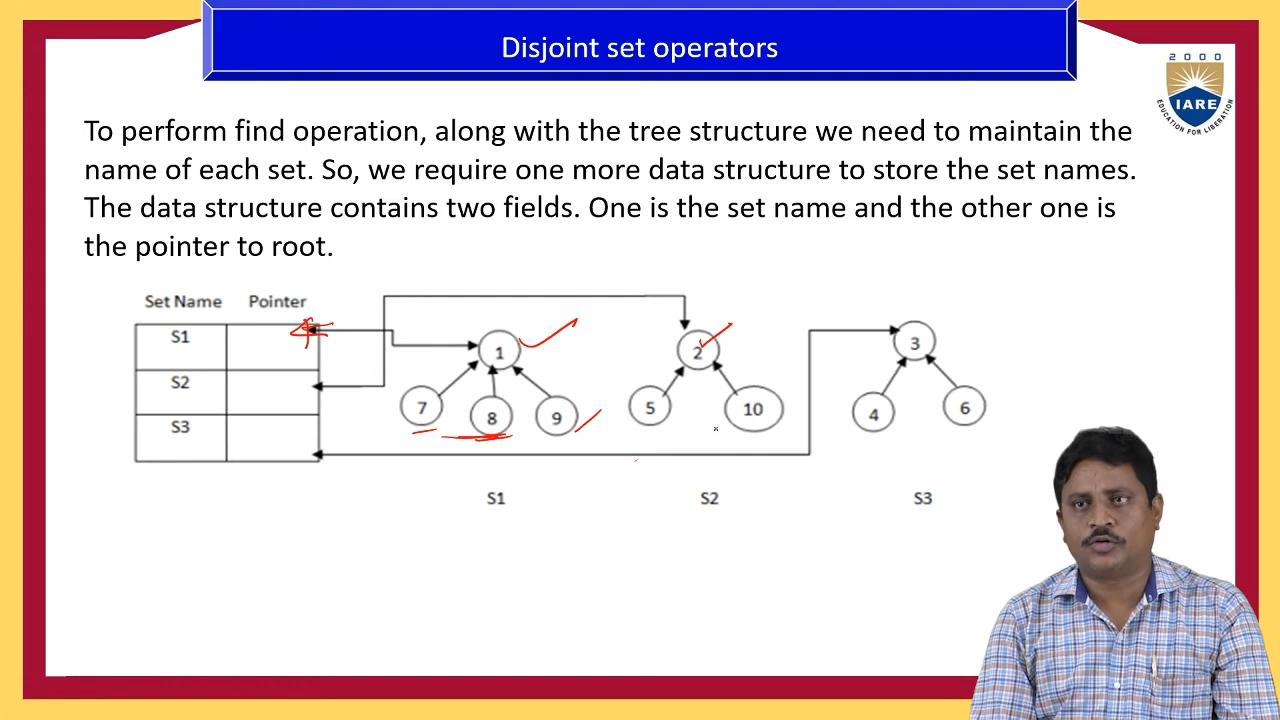 Disjoint set operators
2 0 0 0
IARE
EDUCATION FOR LIBERATION
To perform find operation, along with the tree structure we need to maintain the
name of each set. So, we require one more data structure to store the set names.
The data structure contains two fields. One is the set name and the other one is
the pointer to root.
Set Name Pointer
S1
S2
S3
1
2
3
7
8
9
5
10
4
6
S1 S2 S3